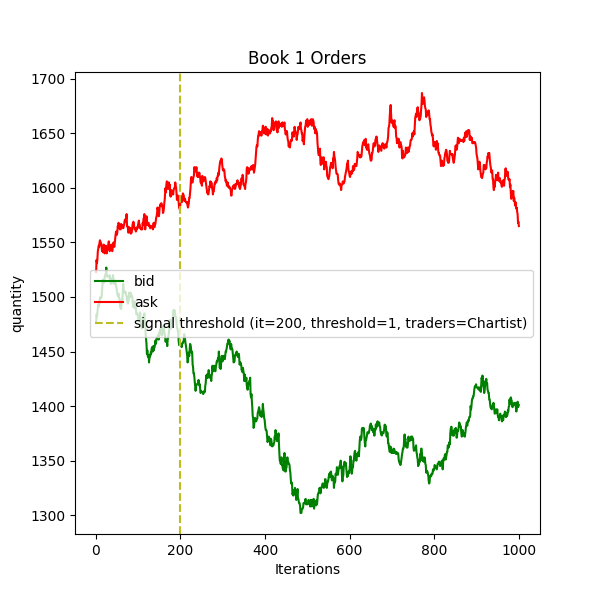 Book 1 Orders
quantity
1700
1650
1600
1550
1500
1450
1400
1350
1300
bid
ask
signal threshold (it=200, threshold=1, traders=Chartist)
0 200 400 600 800 1000
Iterations